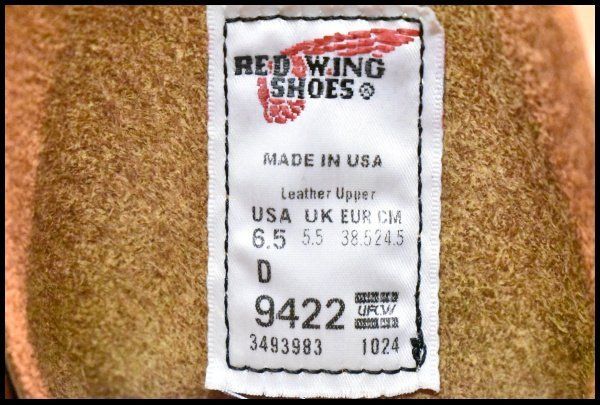 RED WING
SHOES®
MADE IN USA
Leather Upper
USA UK EUR CM
6.5 5.5 38.5 24.5
D
9422 UFCW
3493983 1024